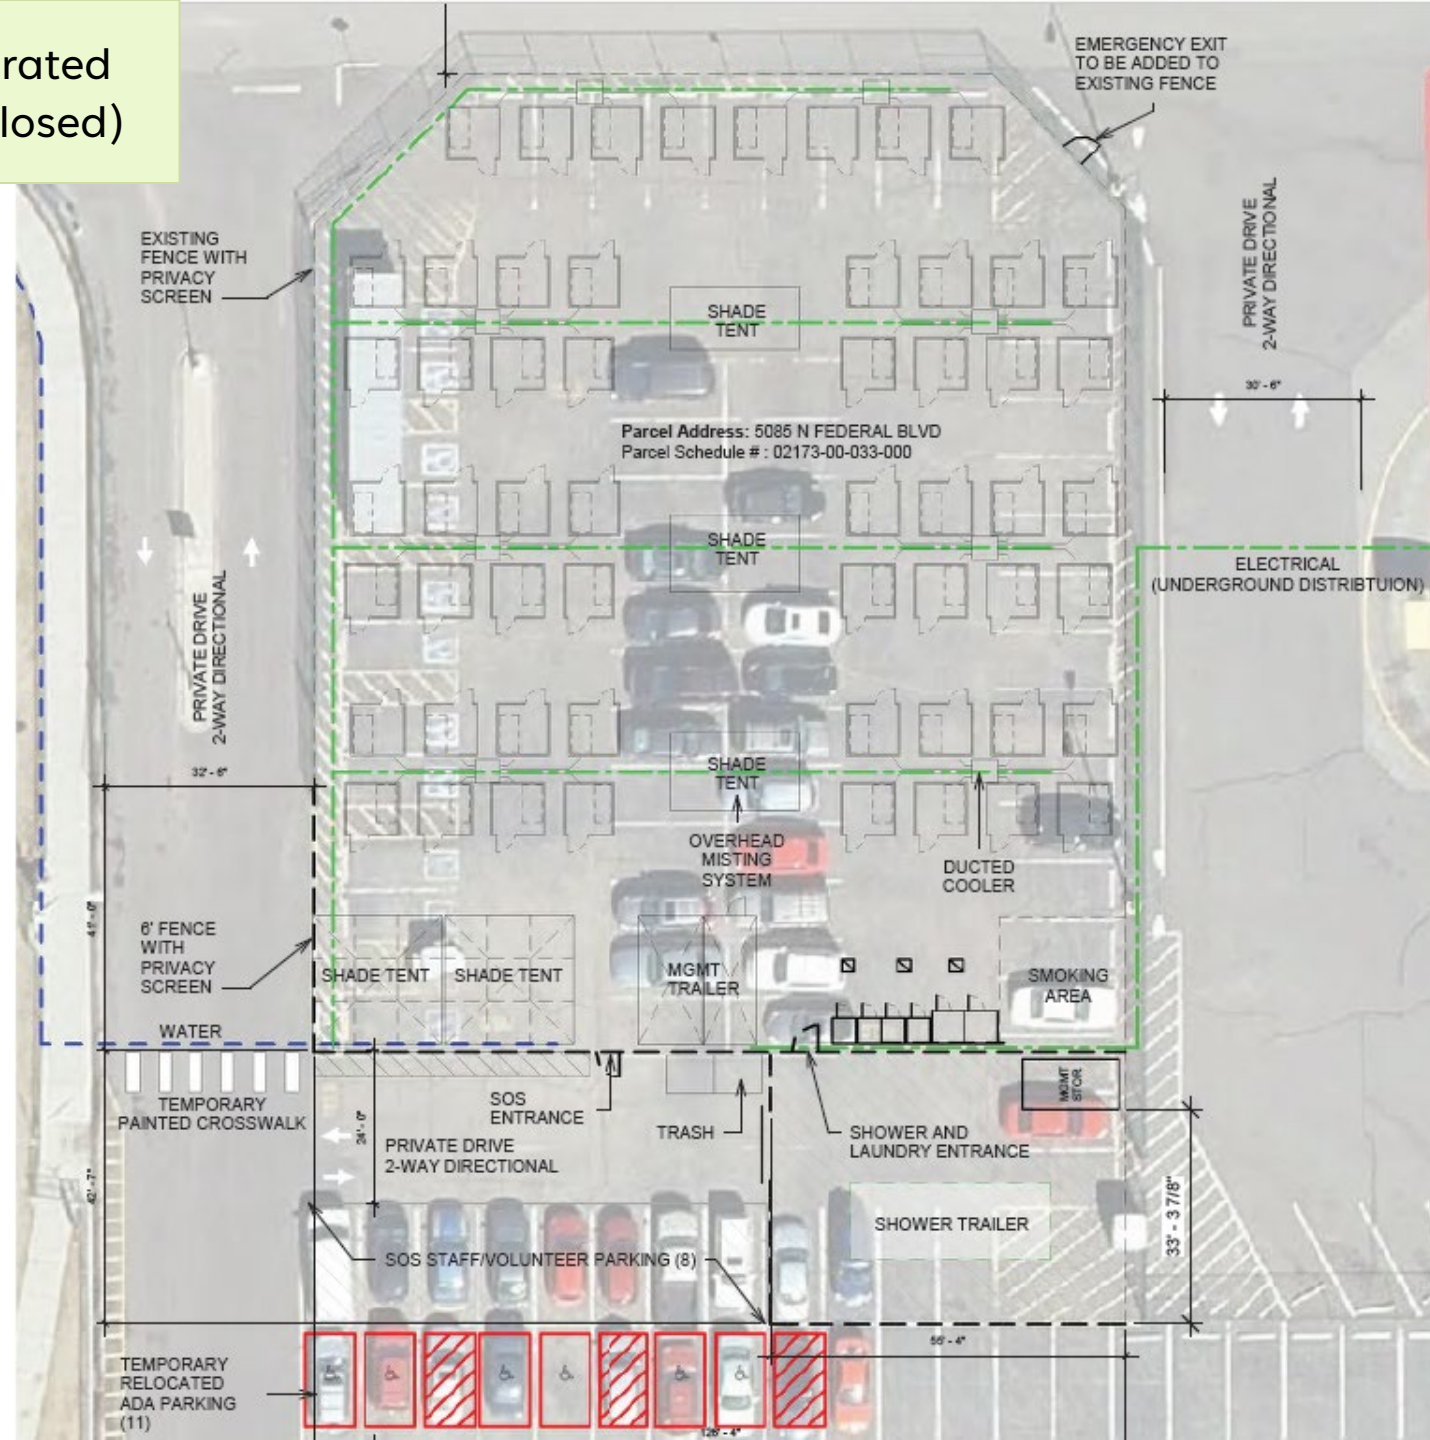 rated
losed)
EMERGENCY EXIT
TO BE ADDED TO
EXISTING FENCE
EXISTING
FENCE WITH
PRIVACY
SCREEN
PRIVATE DRIVE
2-WAY DIRECTIONAL
SHADE
TENT
30' - 6"
Parcel Address: 5085 N FEDERAL BLVD
Parcel Schedule # : 02173-00-033-000
SHADE
TENT
ELECTRICAL
(UNDERGROUND DISTRIBTUION)
PRIVATE DRIVE
2-WAY DIRECTIONAL
32' - 6"
SHADE
TENT
OVERHEAD
MISTING
SYSTEM
DUCTED
COOLER
6' FENCE
WITH
PRIVACY
SCREEN
SHADE TENT
SHADE TENT
MGMT
TRAILER
SMOKING
AREA
WATER
TEMPORARY
PAINTED CROSSWALK
24' - 0"
SOS
ENTRANCE
PRIVATE DRIVE
2-WAY DIRECTIONAL
TRASH
SHOWER AND
LAUNDRY ENTRANCE
MGMT
STOR.
42' - 7"
SHOWER TRAILER
33' - 3 7/8"
SOS STAFF/VOLUNTEER PARKING (8)
56' - 4"
TEMPORARY
RELOCATED
ADA PARKING
(11)